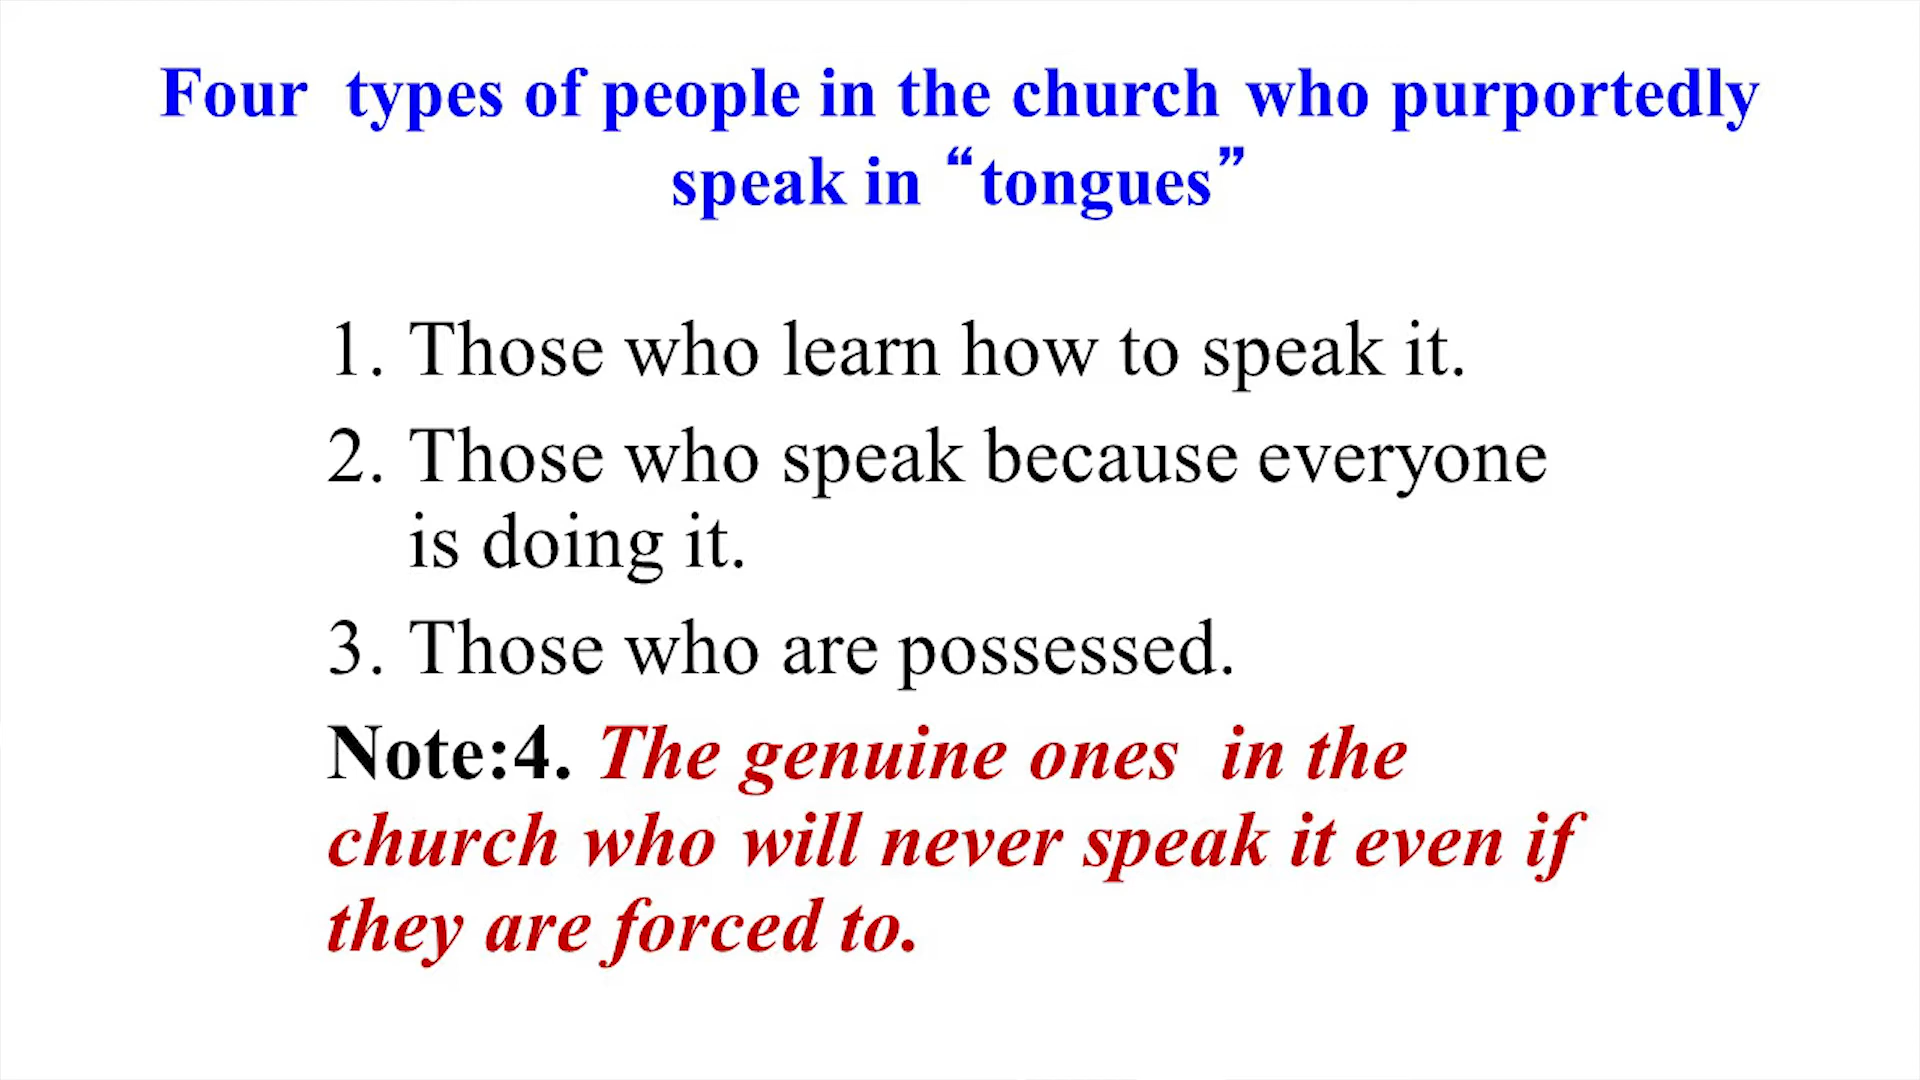 Four types of people in the church who purportedly
speak in “tongues”
1. Those who learn how to speak it.
2. Those who speak because everyone
is doing it.
3. Those who are possessed.
Note:4. The genuine ones in the
church who will never speak it even if
they are forced to.